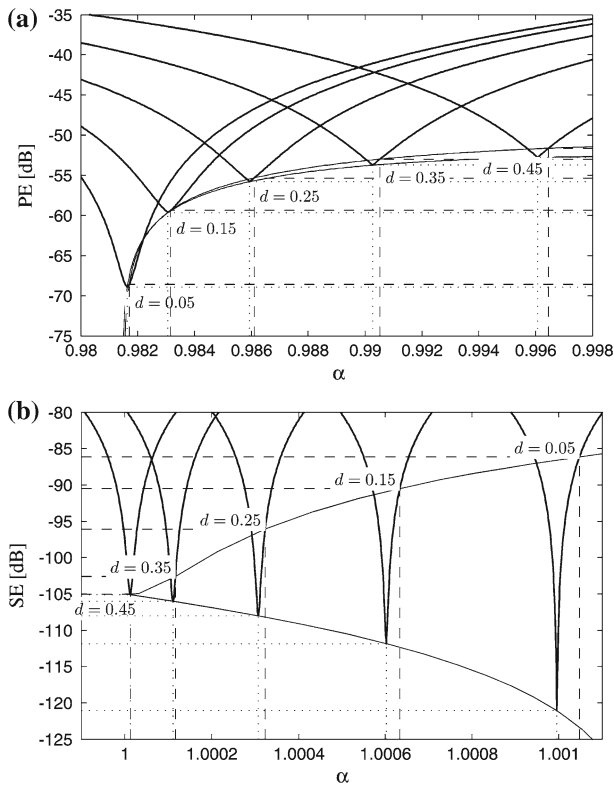 (a)
-35
-40
-45
-50
-55
-60
-65
-70
-75
PE [dB]
d = 0.45
d = 0.35
d = 0.25
d = 0.15
d = 0.05
0.98 0.982 0.984 0.986 0.988 0.99 0.992 0.994 0.996 0.998
α
(b)
-80
-85
-90
-95
-100
-105
-110
-115
-120
-125
SE [dB]
d = 0.05
d = 0.15
d = 0.25
d = 0.35
d = 0.45
1 1.0002 1.0004 1.0006 1.0008 1.001
α